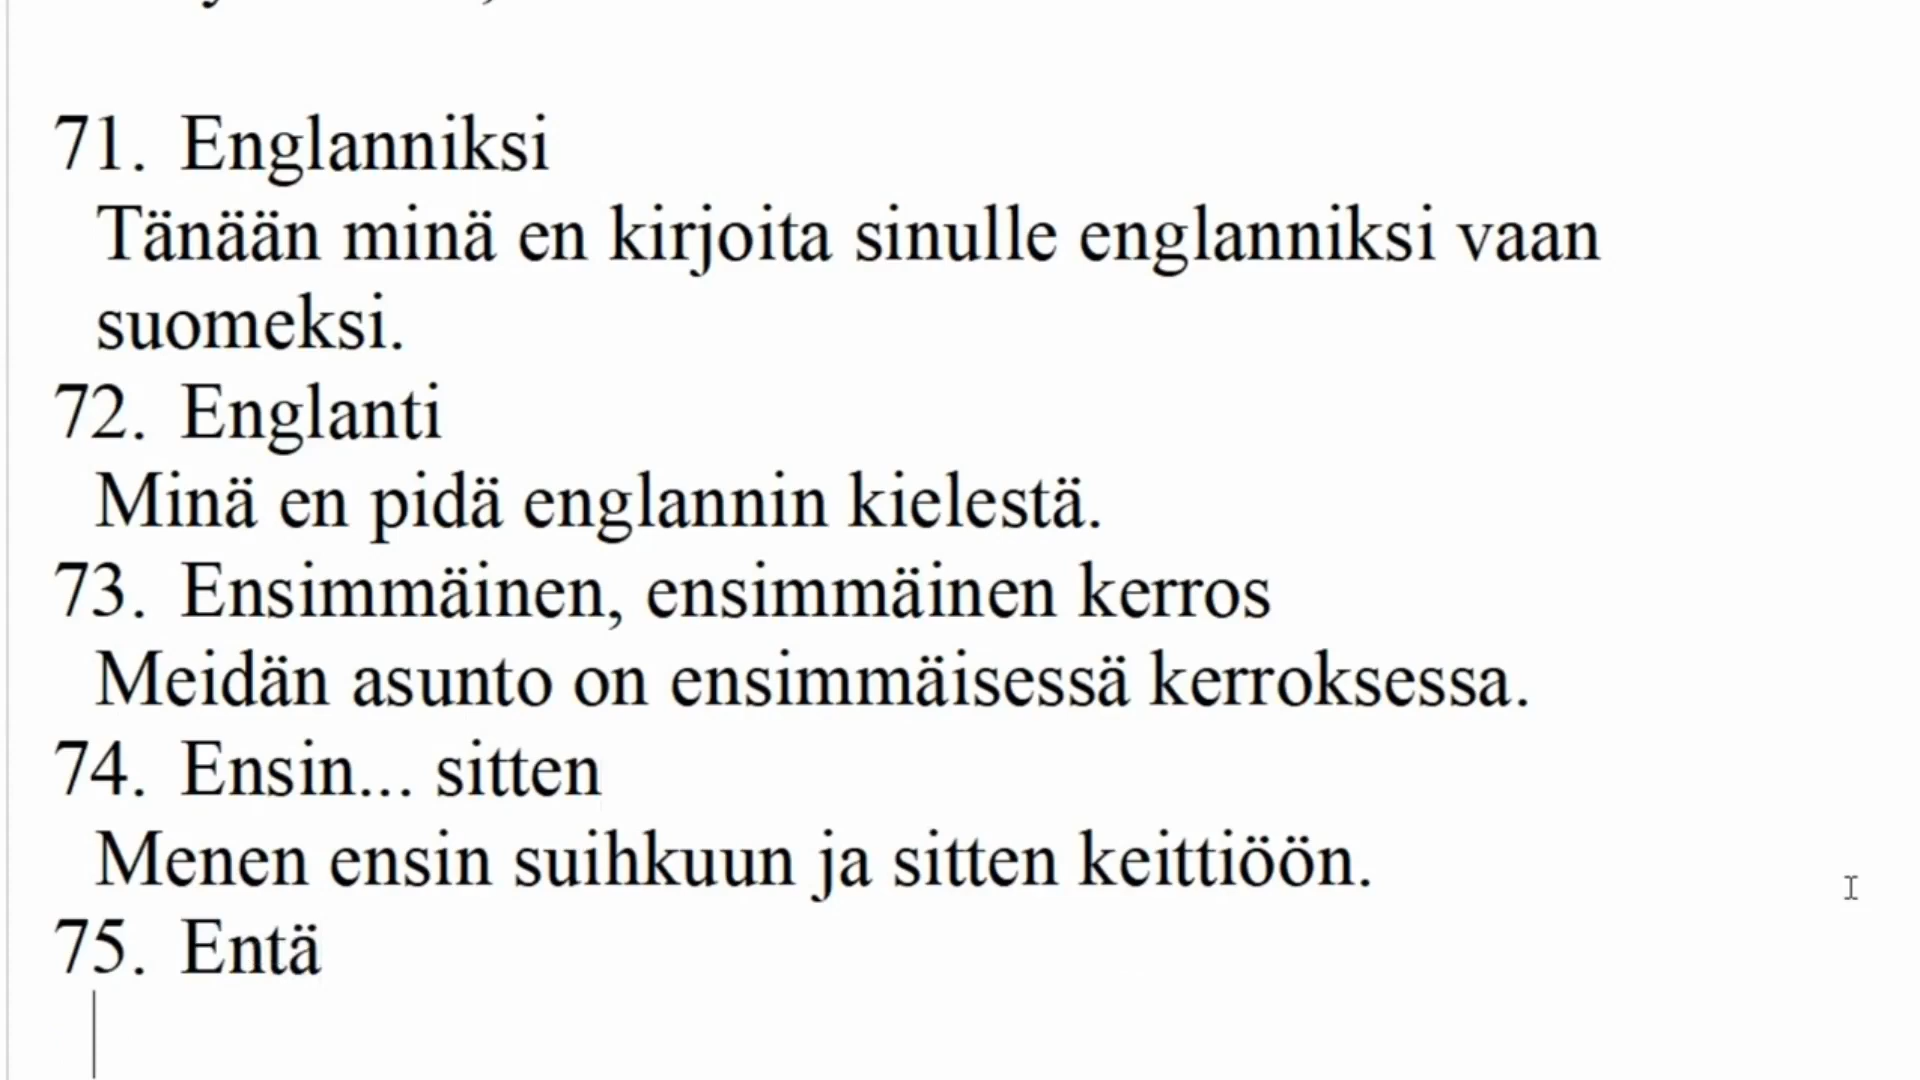 71. Englanniksi
Tänään minä en kirjoita sinulle englanniksi vaan
suomeksi.
72. Englanti
Minä en pidä englannin kielestä.
73. Ensimmäinen, ensimmäinen kerros
Meidän asunto on ensimmäisessä kerroksessa.
74. Ensin... sitten
Menen ensin suihkuun ja sitten keittiöön.
75. Entä